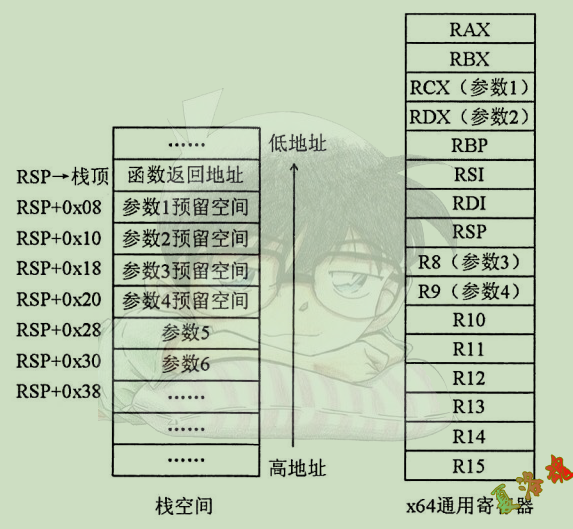 RAX
RBX
RCX（参数1）
RDX（参数2）
RBP
RSI
RDI
RSP
R8（参数3）
R9（参数4）
R10
R11
R12
R13
R14
R15
x64通用寄存器
…… 低地址
RSP→栈顶 函数返回地址
RSP+0x08 参数1预留空间
RSP+0x10 参数2预留空间
RSP+0x18 参数3预留空间
RSP+0x20 参数4预留空间
RSP+0x28 参数5
RSP+0x30 参数6
RSP+0x38 ……
……
…… 高地址
栈空间